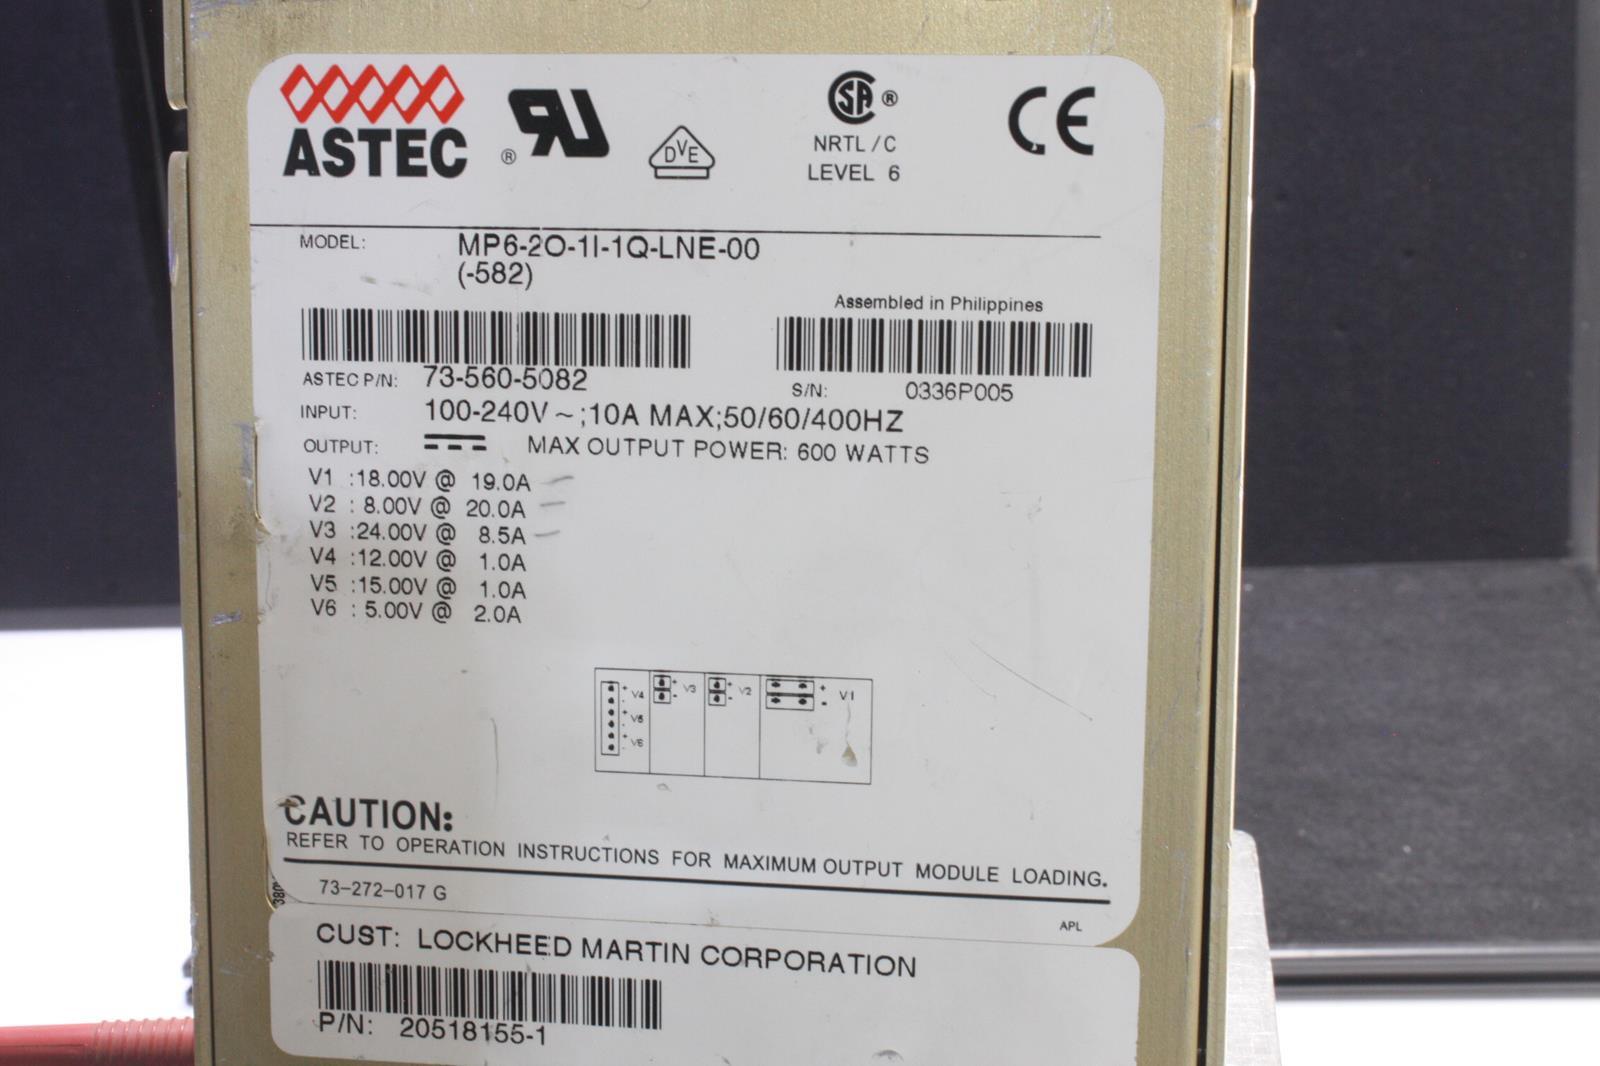 ASTEC
® RU
DVE
SA ®
NRTL / C
LEVEL 6
CE
MODEL: MP6-2O-1I-1Q-LNE-00
(-582)
Assembled in Philippines
ASTEC P/N: 73-560-5082
S/N: 0336P005
INPUT: 100-240V ~ ;10A MAX;50/60/400HZ
OUTPUT: MAX OUTPUT POWER: 600 WATTS
V1 :18.00V @ 19.0A
V2 : 8.00V @ 20.0A
V3 :24.00V @ 8.5A
V4 :12.00V @ 1.0A
V5 :15.00V @ 1.0A
V6 : 5.00V @ 2.0A
+ V4 - + V3 - + V2 - + V1 -
+ V5 -
+ V6 -
CAUTION:
REFER TO OPERATION INSTRUCTIONS FOR MAXIMUM OUTPUT MODULE LOADING.
73-272-017 G
APL
CUST: LOCKHEED MARTIN CORPORATION
P/N: 20518155-1